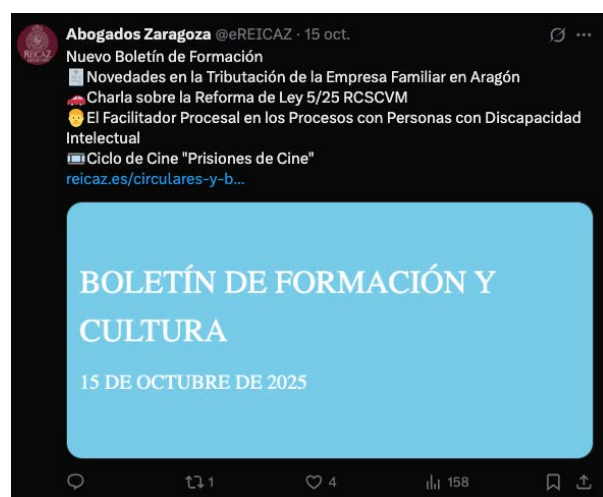 Abogados Zaragoza @eREICAZ · 15 oct.
Nuevo Boletín de Formación
Novedades en la Tributación de la Empresa Familiar en Aragón
Charla sobre la Reforma de Ley 5/25 RCSCVM
El Facilitador Procesal en los Procesos con Personas con Discapacidad
Intelectual
Ciclo de Cine "Prisiones de Cine"
reicaz.es/circulares-y-b...
BOLETÍN DE FORMACIÓN Y
CULTURA
15 DE OCTUBRE DE 2025
1 4 158
REICAZ